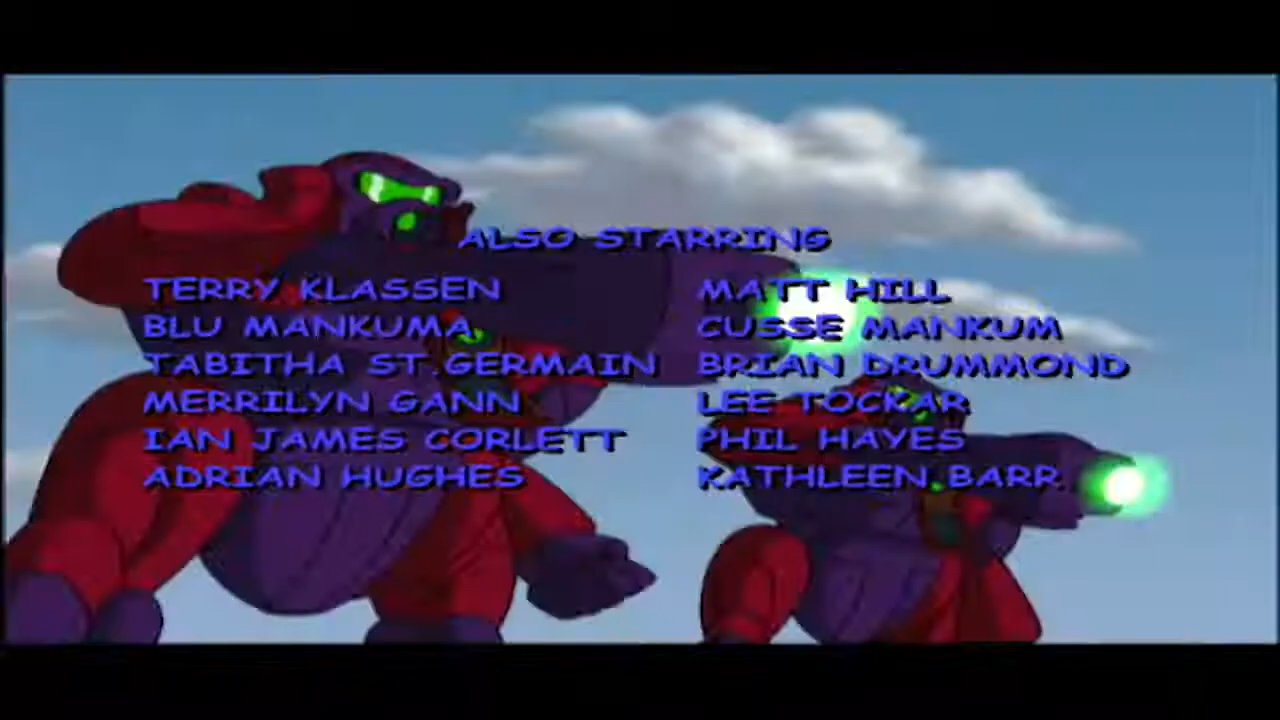 ALSO STARRING
TERRY KLASSEN
BLU MANKUMA
TABITHA ST.GERMAIN
MERRILYN GANN
IAN JAMES CORLETT
ADRIAN HUGHES
MATT HILL
CUSSE MANKUM
BRIAN DRUMMOND
LEE TOCKAR
PHIL HAYES
KATHLEEN BARR